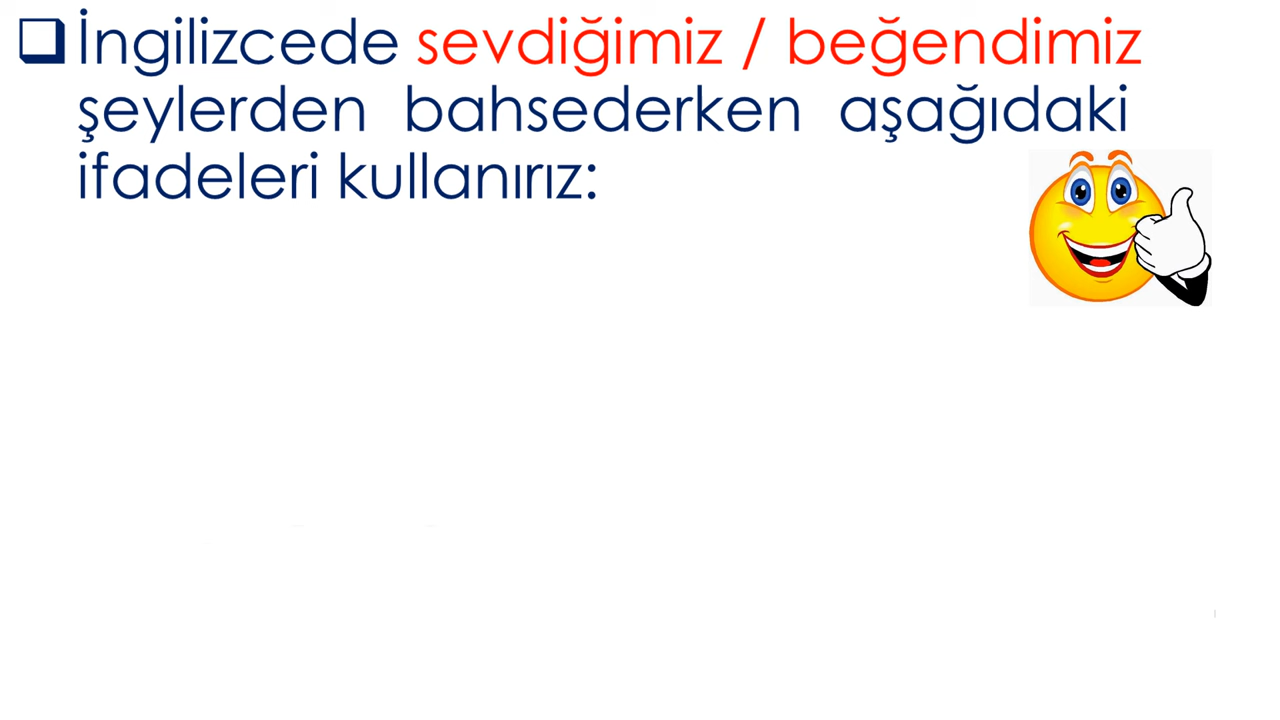 İngilizcede sevdiğimiz / beğendimiz
şeylerden bahsederken aşağıdaki
ifadeleri kullanırız: